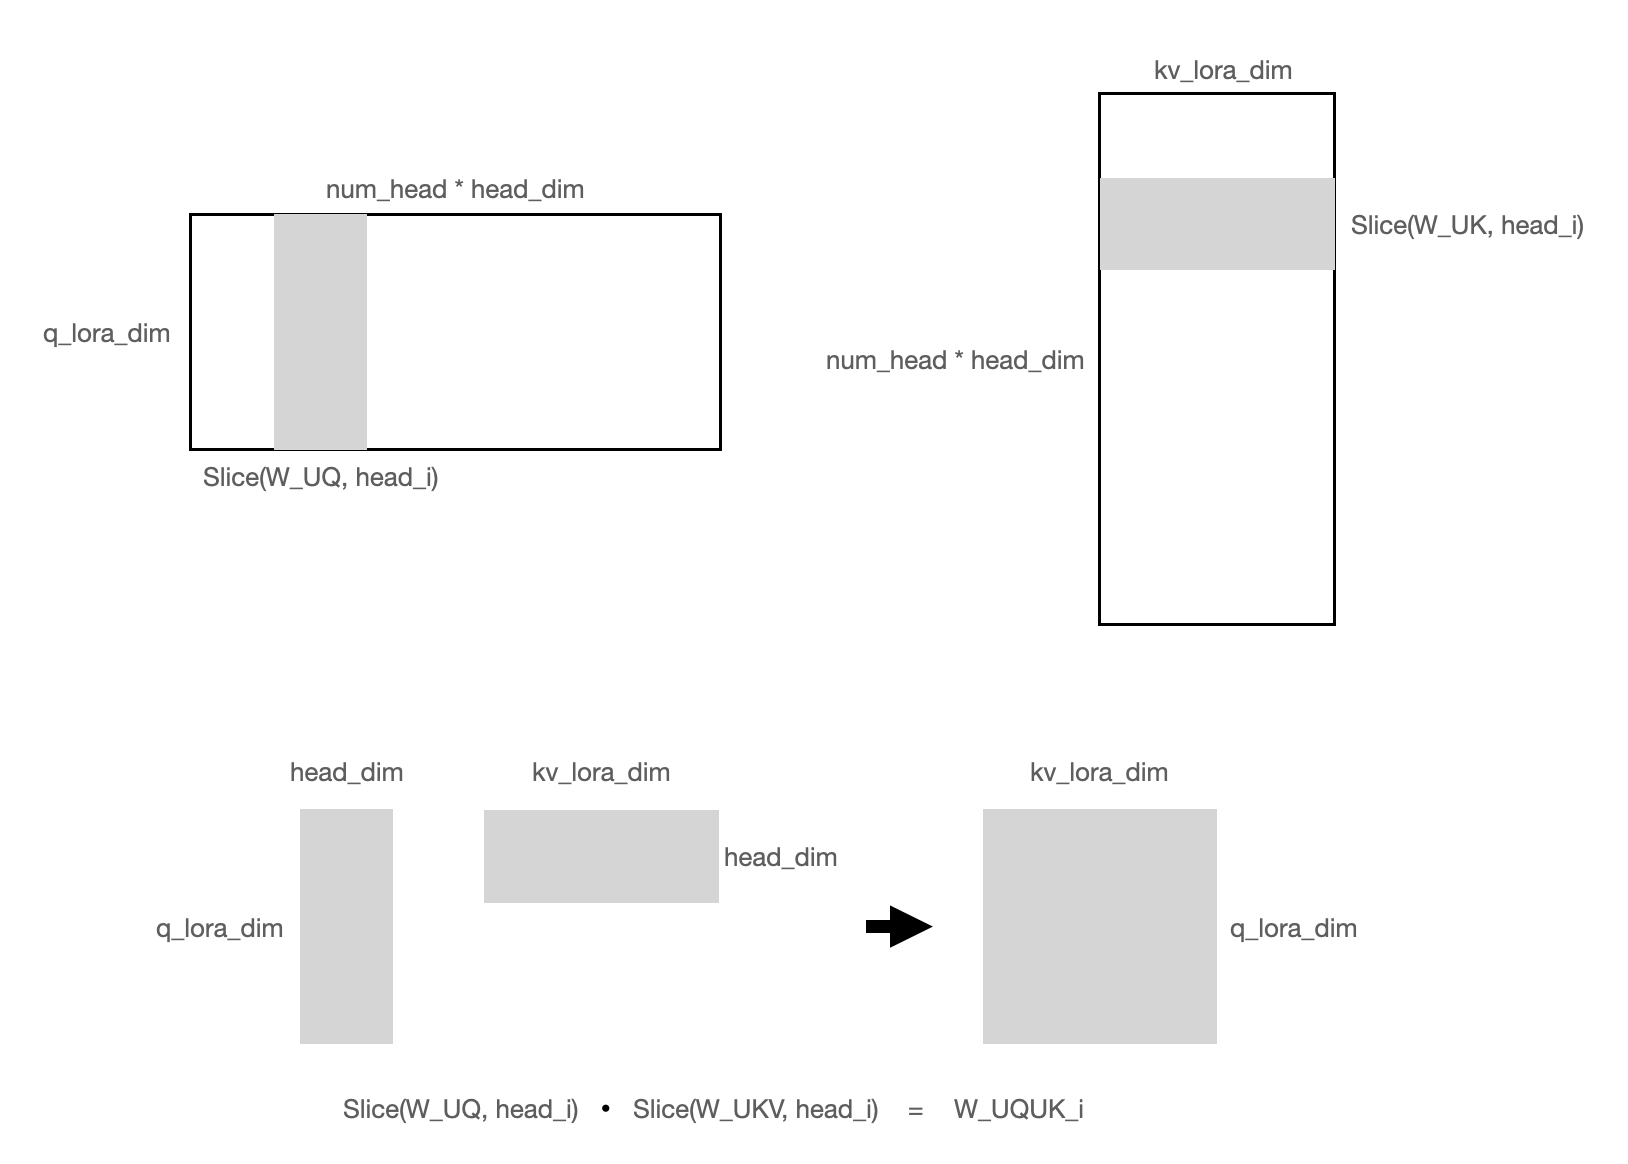 kv_lora_dim
num_head * head_dim
Slice(W_UK, head_i)
q_lora_dim
num_head * head_dim
Slice(W_UQ, head_i)
head_dim
kv_lora_dim
kv_lora_dim
head_dim
q_lora_dim
q_lora_dim
Slice(W_UQ, head_i) • Slice(W_UKV, head_i) = W_UQUK_i